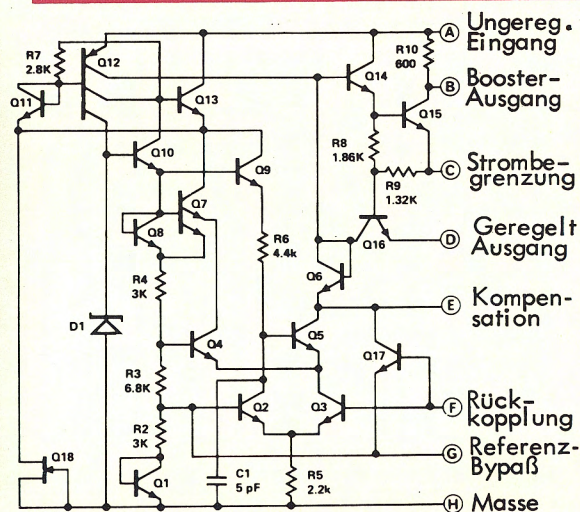 R7
2.8K
Q12
Q11
Q13
Q10
Q9
Q14
R10
600
Q15
R8
1.86K
R9
1.32K
Q16
Q7
Q8
R4
3K
R6
4.4k
Q6
D1
Q4
Q5
Q17
R3
6.8K
Q2
Q3
R2
3K
Q18
Q1
C1
5 pF
R5
2.2k
A Ungereg.
Eingang
B Booster-
Ausgang
C Strombe-
grenzung
D Geregelt
Ausgang
E Kompen-
sation
F Rück-
kopplung
G Referenz-
Bypaß
H Masse